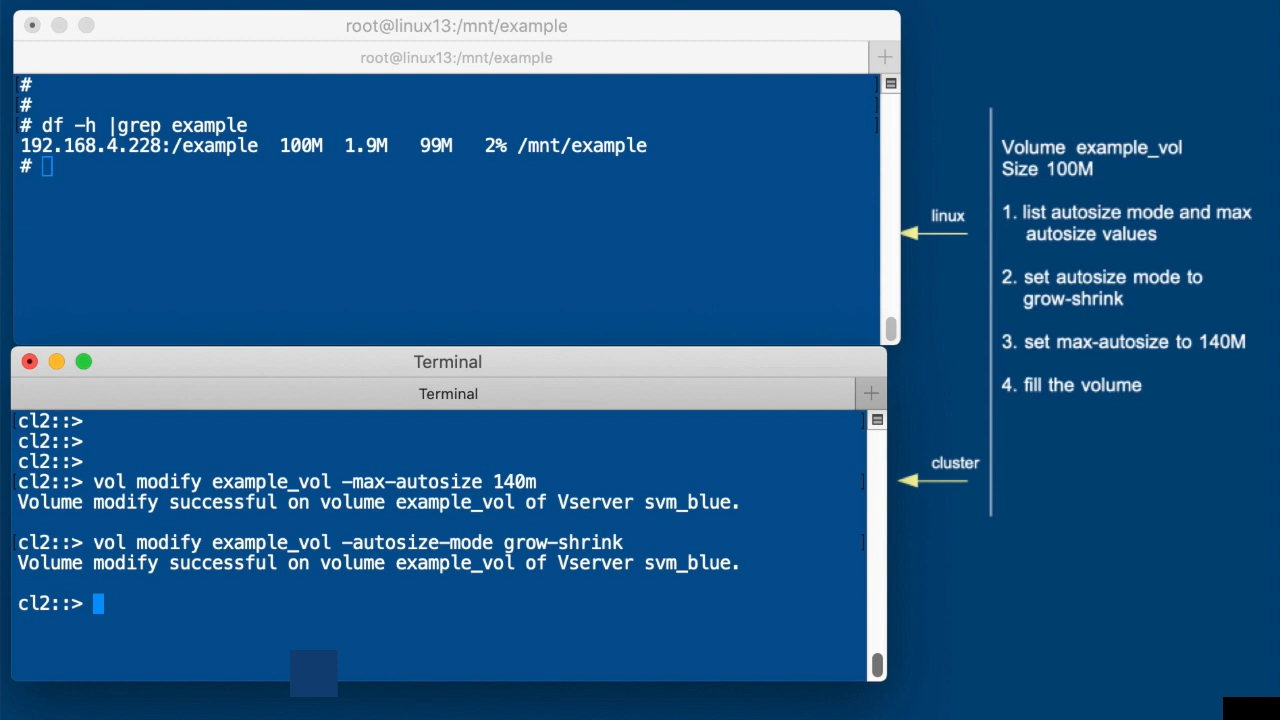 root@linux13:/mnt/example
root@linux13:/mnt/example
#
#
# df -h |grep example
192.168.4.228:/example  100M  1.9M   99M   2% /mnt/example
#
linux
Volume example_vol
Size 100M
1. list autosize mode and max
autosize values
2. set autosize mode to
grow-shrink
3. set max-autosize to 140M
4. fill the volume
Terminal
Terminal
cl2::>
cl2::>
cl2::>
cl2::> vol modify example_vol -max-autosize 140m
Volume modify successful on volume example_vol of Vserver svm_blue.
cl2::> vol modify example_vol -autosize-mode grow-shrink
Volume modify successful on volume example_vol of Vserver svm_blue.
cl2::>
cluster